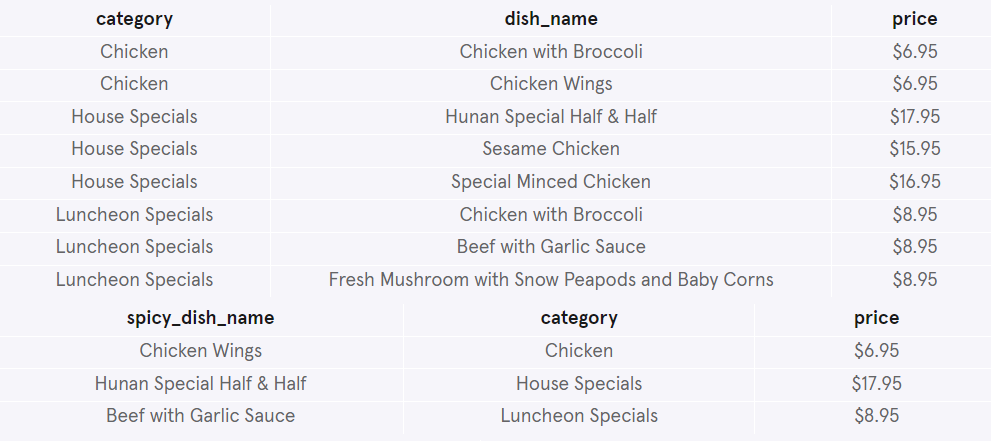 category dish_name price
Chicken Chicken with Broccoli $6.95
Chicken Chicken Wings $6.95
House Specials Hunan Special Half & Half $17.95
House Specials Sesame Chicken $15.95
House Specials Special Minced Chicken $16.95
Luncheon Specials Chicken with Broccoli $8.95
Luncheon Specials Beef with Garlic Sauce $8.95
Luncheon Specials Fresh Mushroom with Snow Peapods and Baby Corns $8.95
spicy_dish_name category price
Chicken Wings Chicken $6.95
Hunan Special Half & Half House Specials $17.95
Beef with Garlic Sauce Luncheon Specials $8.95